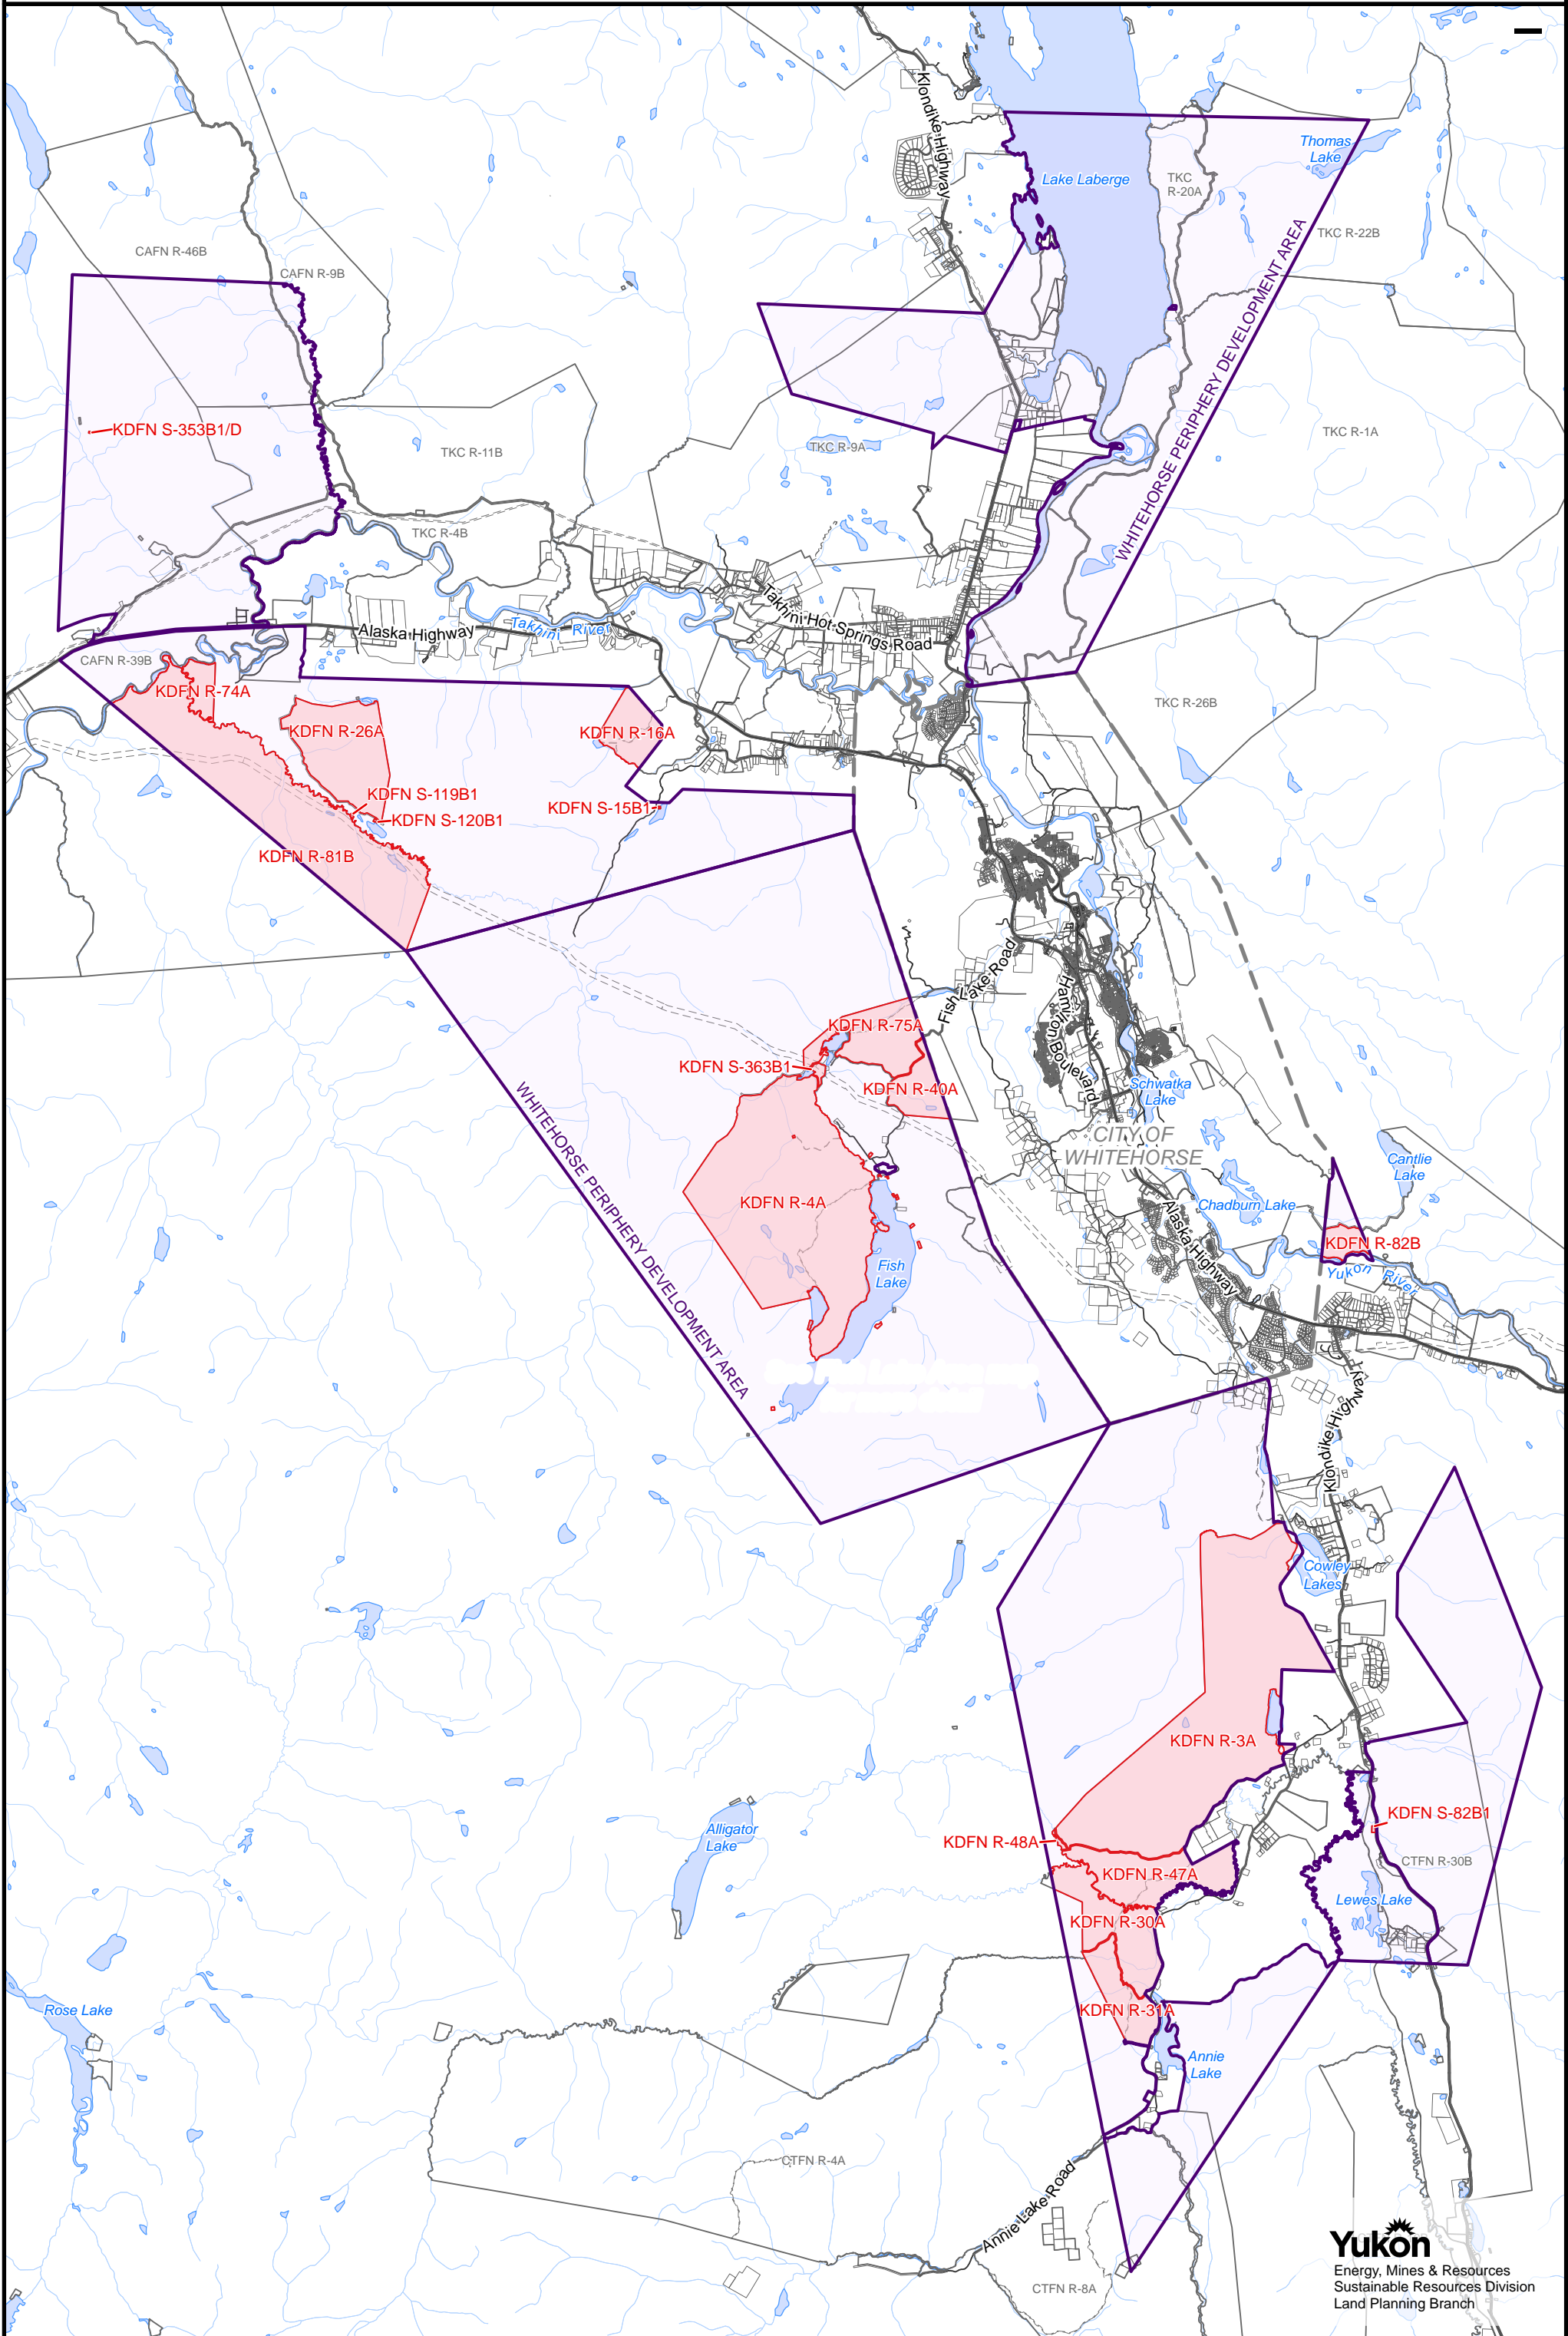 Klondike Highway
Thomas
Lake
Lake Laberge
TKC
R-20A
TKC R-22B
WHITEHORSE PERIPHERY DEVELOPMENT AREA
CAFN R-46B
CAFN R-9B
KDFN S-353B1/D
TKC R-11B
TKC R-9A
TKC R-1A
TKC R-4B
Takhini Hot Springs Road
Alaska Highway
Takhini River
CAFN R-39B
KDFN R-74A
KDFN R-26A
KDFN R-16A
TKC R-26B
KDFN S-119B1
KDFN S-15B1
KDFN S-120B1
KDFN R-81B
Fish Lake Road
Hamilton Boulevard
KDFN R-75A
KDFN S-363B1
KDFN R-40A
Schwatka
Lake
CITY OF
WHITEHORSE
Cantlie
Lake
WHITEHORSE PERIPHERY DEVELOPMENT AREA
KDFN R-4A
Chadburn Lake
Alaska Highway
KDFN R-82B
Yukon River
Fish
Lake
Klondike Highway
Cowley
Lakes
KDFN R-3A
KDFN S-82B1
Alligator
Lake
KDFN R-48A
CTFN R-30B
KDFN R-47A
Lewes Lake
KDFN R-30A
Rose Lake
KDFN R-31A
Annie
Lake
CTFN R-4A
Annie Lake Road
CTFN R-8A
Yukon
Energy, Mines & Resources
Sustainable Resources Division
Land Planning Branch